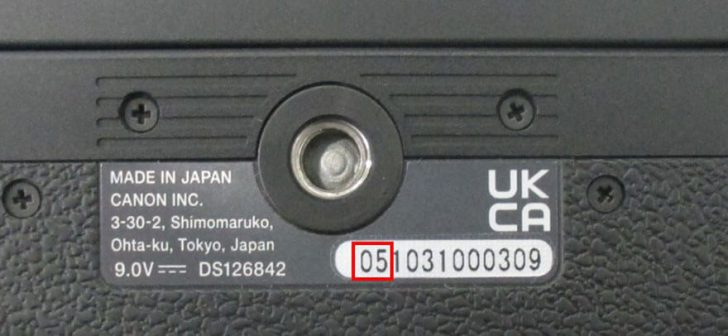 MADE IN JAPAN
CANON INC.
3-30-2, Shimomaruko,
Ohta-ku, Tokyo, Japan
9.0V⎓ DS126842
UK
CA
051031000309